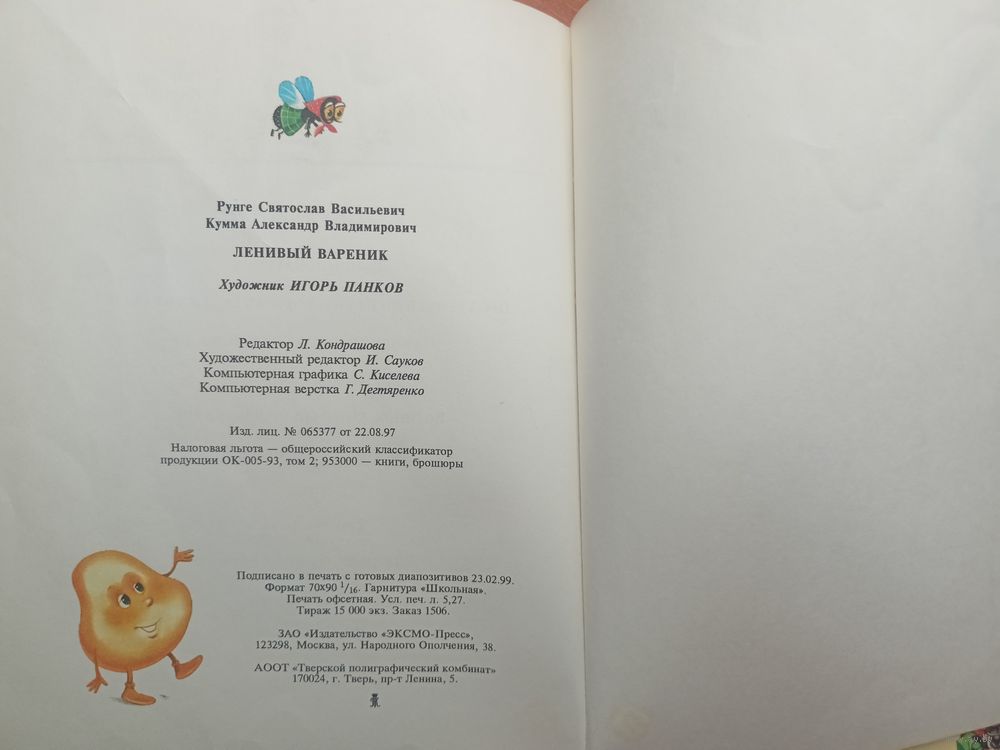 Рунге Святослав Васильевич
Кумма Александр Владимирович
ЛЕНИВЫЙ ВАРЕНИК
Художник ИГОРЬ ПАНКОВ
Редактор Л. Кондрашова
Художественный редактор И. Сауков
Компьютерная графика С. Киселева
Компьютерная верстка Г. Дегтяренко
Изд. лиц. № 065377 от 22.08.97
Налоговая льгота — общероссийский классификатор
продукции ОК-005-93, том 2; 953000 — книги, брошюры
Подписано в печать с готовых диапозитивов 23.02.99.
Формат 70х90 1/16. Гарнитура «Школьная».
Печать офсетная. Усл. печ. л. 5,27.
Тираж 15 000 экз. Заказ 1506.
ЗАО «Издательство «ЭКСМО-Пресс»,
123298, Москва, ул. Народного Ополчения, 38.
АООТ «Тверской полиграфический комбинат»
170024, г. Тверь, пр-т Ленина, 5.